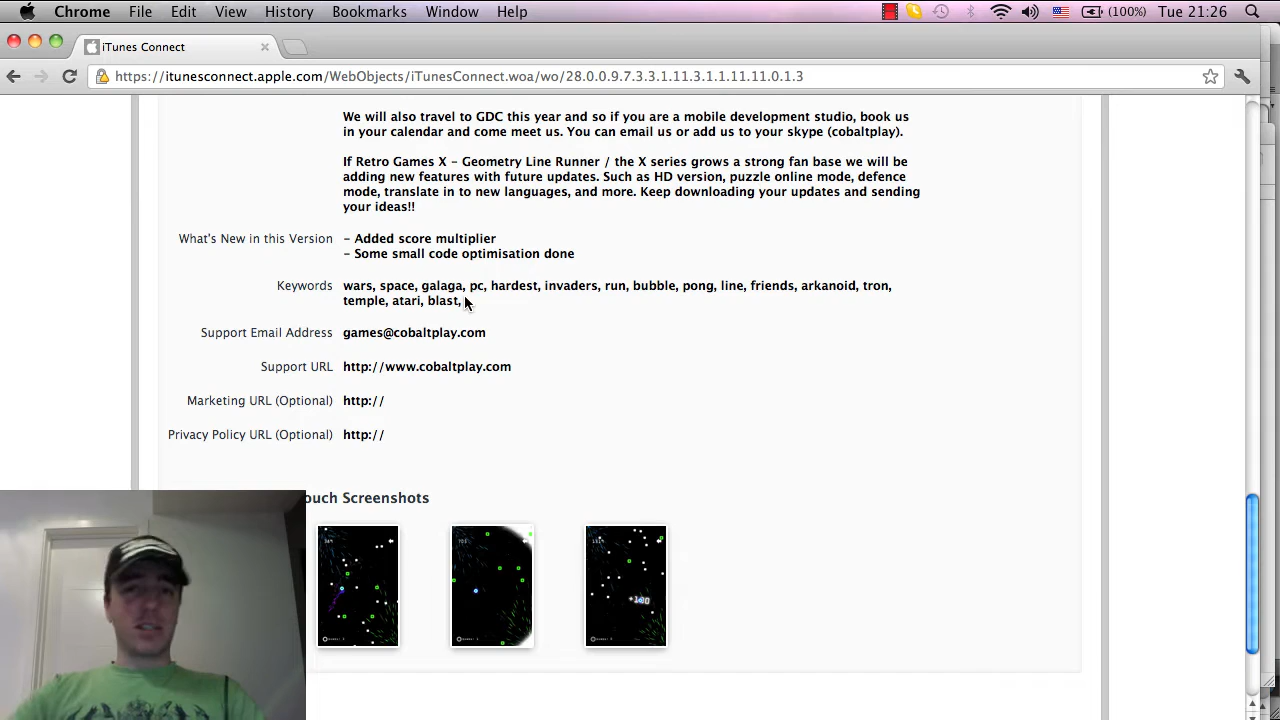 Chrome File Edit View History Bookmarks Window Help (100%) Tue 21:26
iTunes Connect
https://itunesconnect.apple.com/WebObjects/iTunesConnect.woa/wo/28.0.0.9.7.3.3.1.11.3.1.1.11.11.0.1.3
We will also travel to GDC this year and so if you are a mobile development studio, book us
in your calendar and come meet us. You can email us or add us to your skype (cobaltplay).
If Retro Games X - Geometry Line Runner / the X series grows a strong fan base we will be
adding new features with future updates. Such as HD version, puzzle online mode, defence
mode, translate in to new languages, and more. Keep downloading your updates and sending
your ideas!!
What's New in this Version - Added score multiplier
- Some small code optimisation done
Keywords wars, space, galaga, pc, hardest, invaders, run, bubble, pong, line, friends, arkanoid, tron,
temple, atari, blast,
Support Email Address games@cobaltplay.com
Support URL http://www.cobaltplay.com
Marketing URL (Optional) http://
Privacy Policy URL (Optional) http://
ouch Screenshots